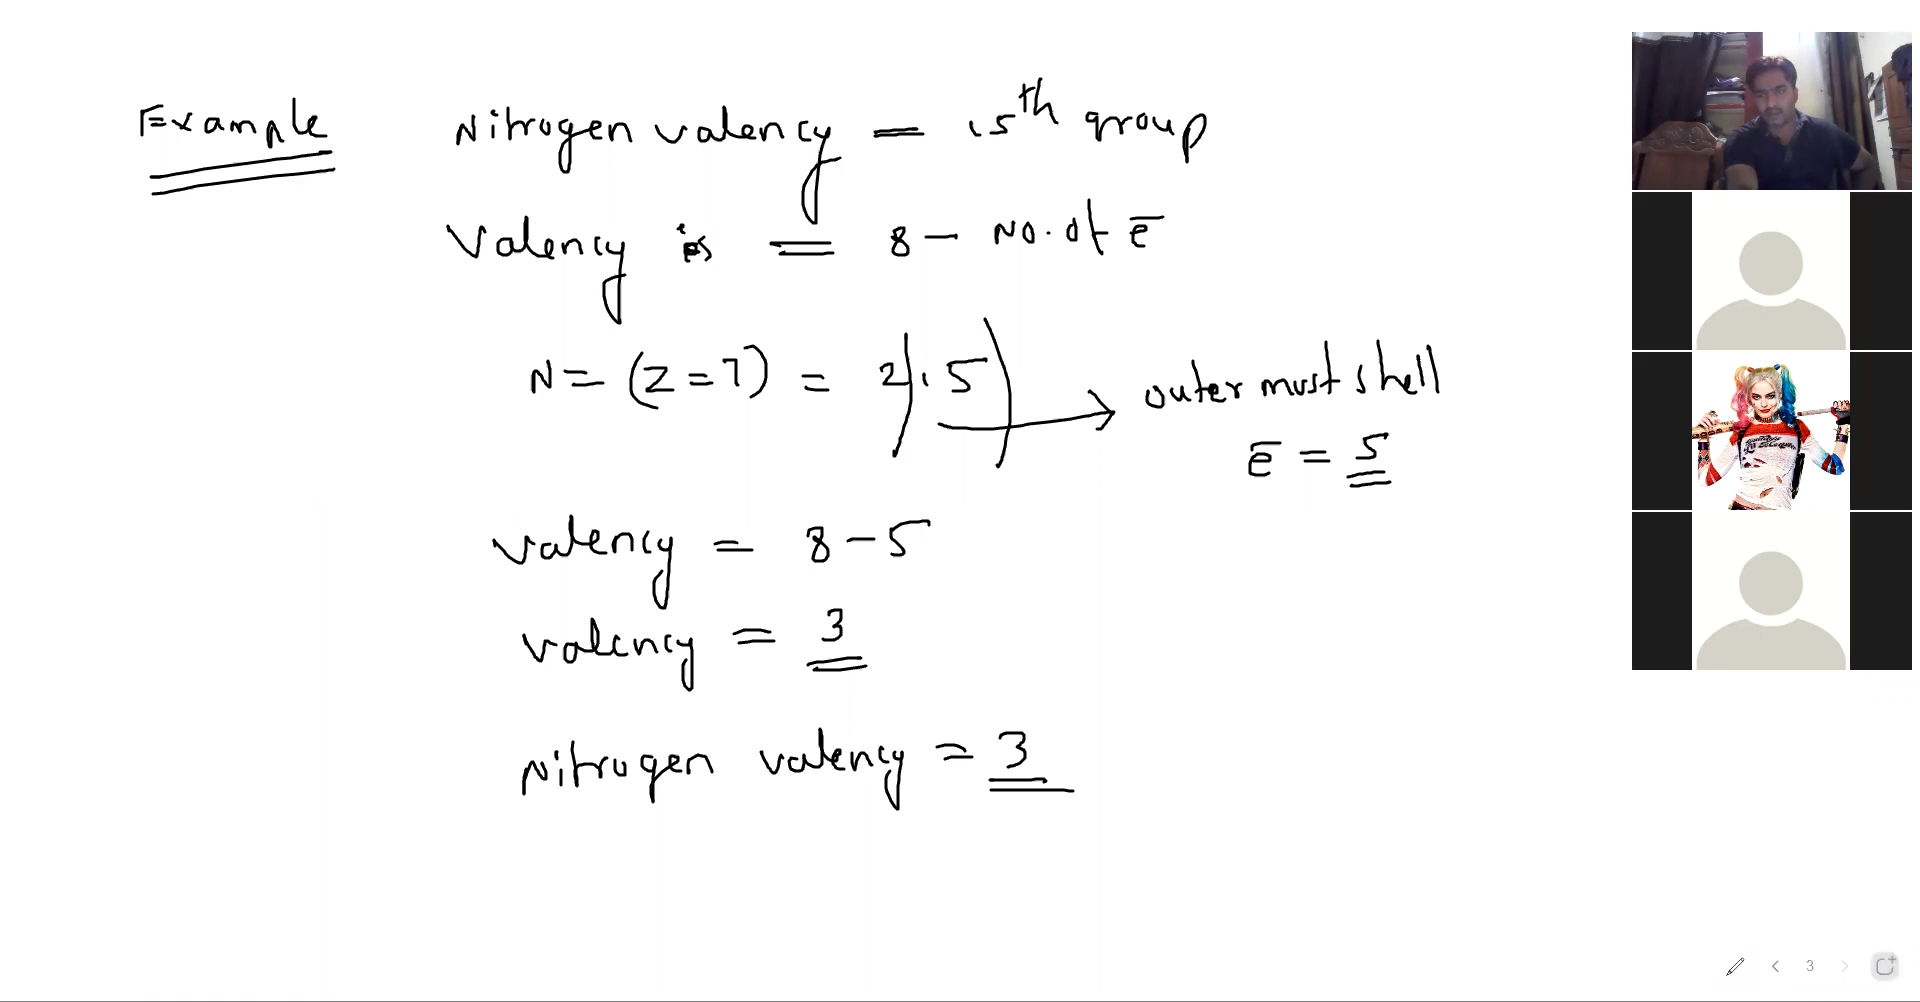 Example
Nitrogen valency = 15th group
Valency is = 8 - No. of e̅
N = (Z = 7) = 2, 5
outer must shell
e̅ = 5
valency = 8 - 5
valency = 3
Nitrogen valency = 3
3